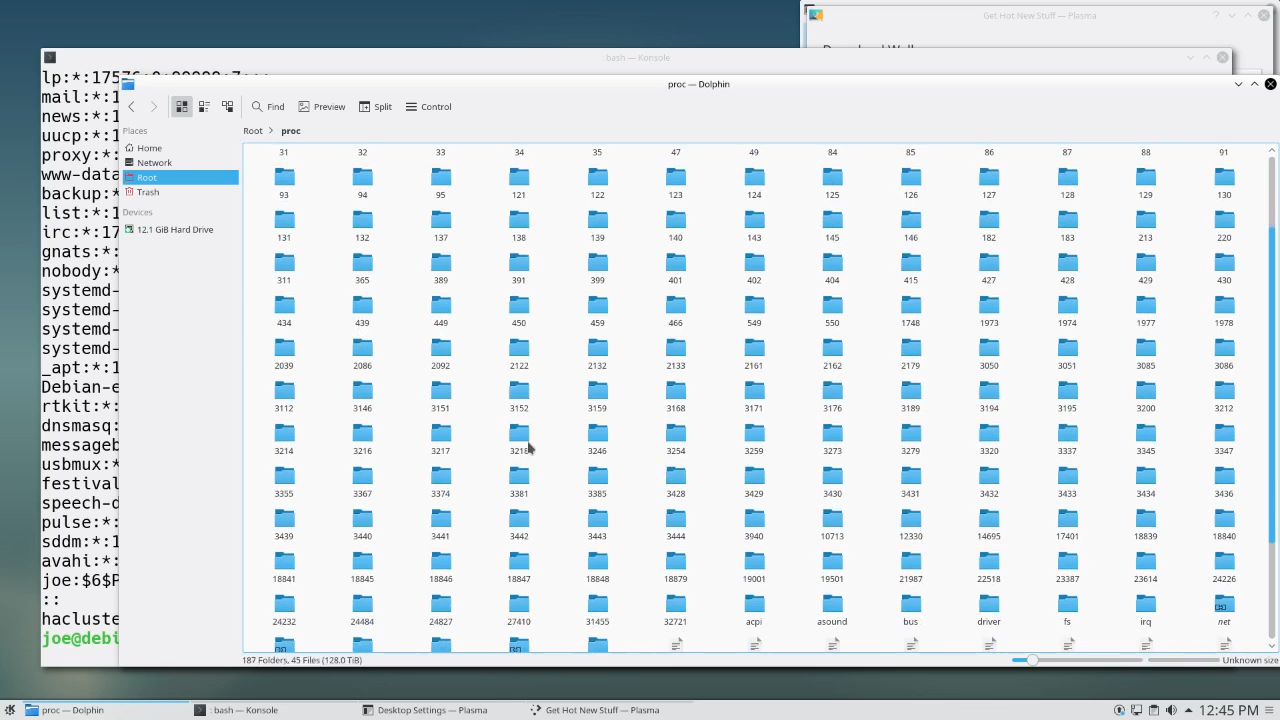 Get Hot New Stuff — Plasma
: bash — Konsole
mail:*:1
news:*:1
uucp:*:
proxy:*:
www-data
backup:*
list:*:1
irc:*:17
gnats:*:
nobody:*
systemd-
systemd-
systemd-
systemd-
_apt:*:1
Debian-e
rtkit:*:
dnsmasq:
messageb
usbmux:*
festival
speech-d
pulse:*:
sddm:*:1
avahi:*:
joe:$6$P
::
hacluste
joe@debi
proc — Dolphin
Find Preview Split Control
Places
Home
Network
Root
Trash
Devices
12.1 GiB Hard Drive
Root > proc
31 32 33 34 35 47 49 84 85 86 87 88 91
93 94 95 121 122 123 124 125 126 127 128 129 130
131 132 137 138 139 140 143 145 146 182 183 213 220
311 365 389 391 399 401 402 404 415 427 428 429 430
434 439 449 450 459 466 549 550 1748 1973 1974 1977 1978
2039 2086 2092 2122 2132 2133 2161 2162 2179 3050 3051 3085 3086
3112 3146 3151 3152 3159 3168 3171 3176 3189 3194 3195 3200 3212
3214 3216 3217 3218 3246 3254 3259 3273 3279 3320 3337 3345 3347
3355 3367 3374 3381 3385 3428 3429 3430 3431 3432 3433 3434 3436
3439 3440 3441 3442 3443 3444 3940 10713 12330 14695 17401 18839 18840
18841 18845 18846 18847 18848 18879 19001 19501 21987 22518 23387 23614 24226
24232 24484 24827 27410 31455 32721 acpi asound bus driver fs irq net
187 Folders, 45 Files (128.0 TiB)
Unknown size
proc — Dolphin
: bash — Konsole
Desktop Settings — Plasma
Get Hot New Stuff — Plasma
12:45 PM